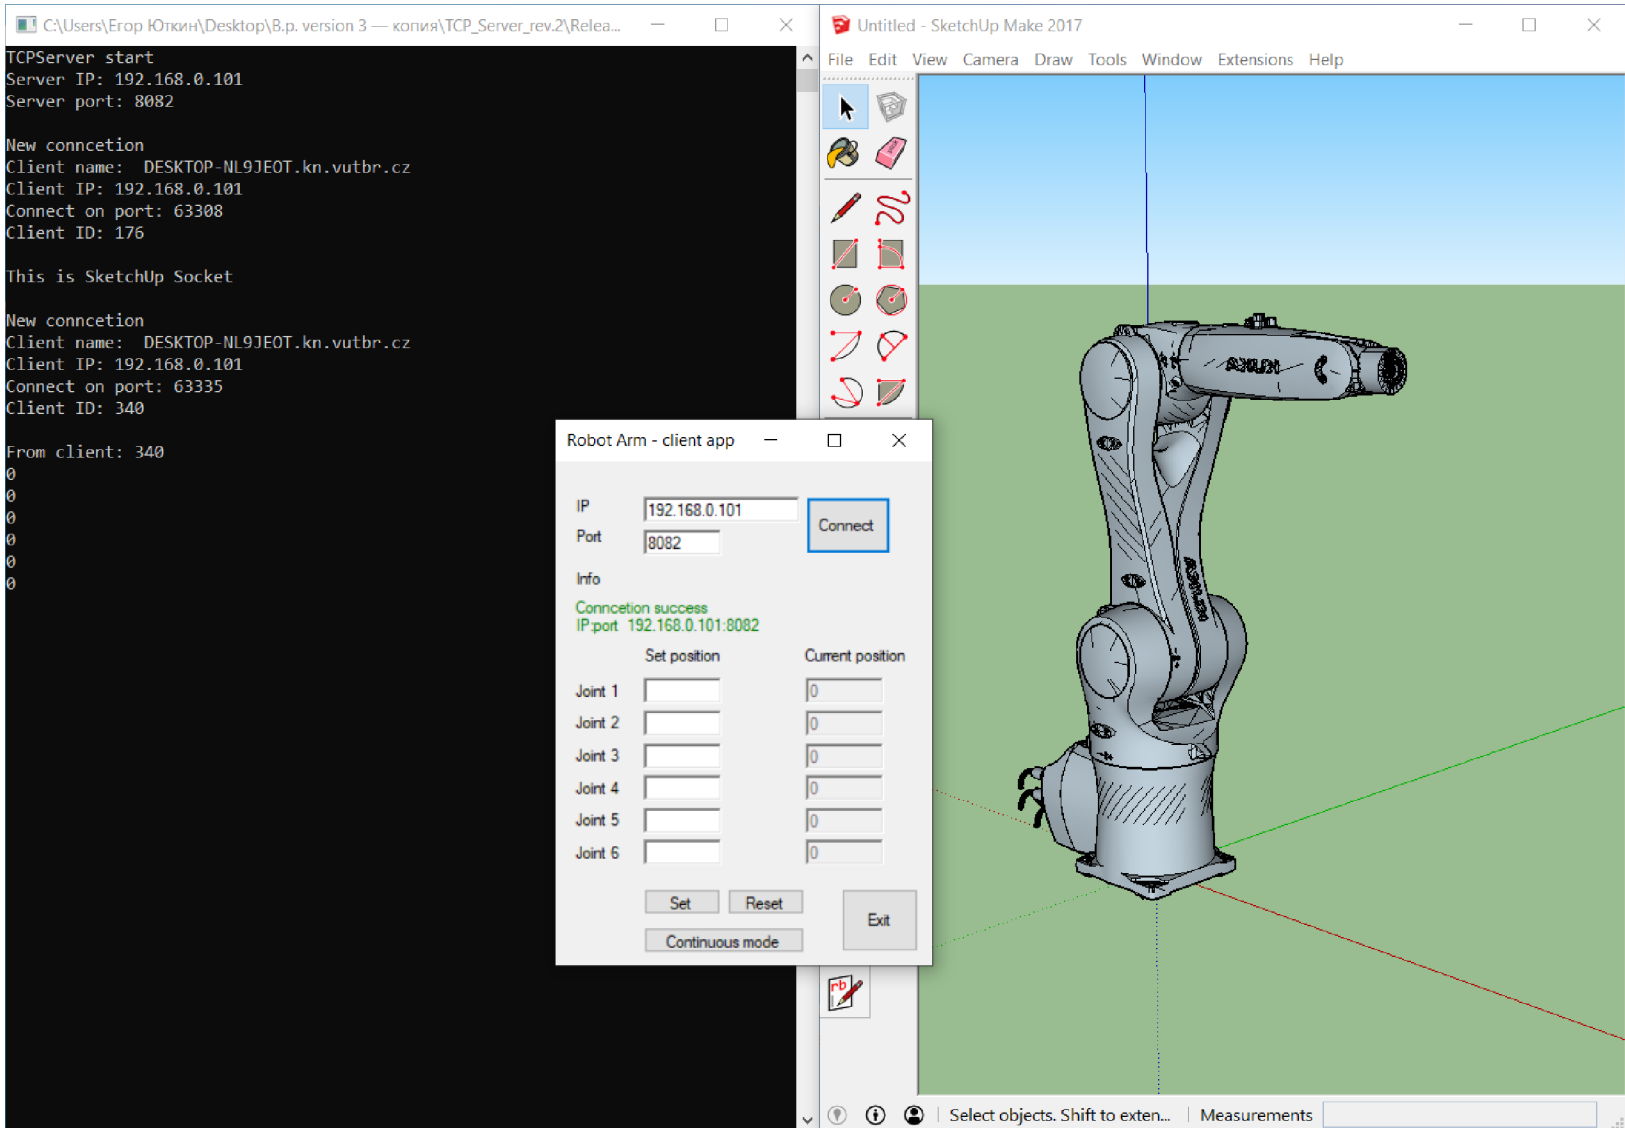 C:\Users\Егор Юткин\Desktop\B.p. version 3 — копия\TCP_Server_rev.2\Relea...
TCPServer start
Server IP: 192.168.0.101
Server port: 8082
New conncetion
Client name:  DESKTOP-NL9JEOT.kn.vutbr.cz
Client IP: 192.168.0.101
Connect on port: 63308
Client ID: 176
This is SketchUp Socket
New conncetion
Client name:  DESKTOP-NL9JEOT.kn.vutbr.cz
Client IP: 192.168.0.101
Connect on port: 63335
Client ID: 340
From client: 340
0
0
0
0
0
0
Robot Arm - client app
IP 192.168.0.101 Connect
Port 8082
Info
Conncetion success
IP:port 192.168.0.101:8082
Set position Current position
Joint 1 0
Joint 2 0
Joint 3 0
Joint 4 0
Joint 5 0
Joint 6 0
Set Reset
Exit
Continuous mode
Untitled - SketchUp Make 2017
File Edit View Camera Draw Tools Window Extensions Help
KUKA
rb
Select objects. Shift to exten... Measurements